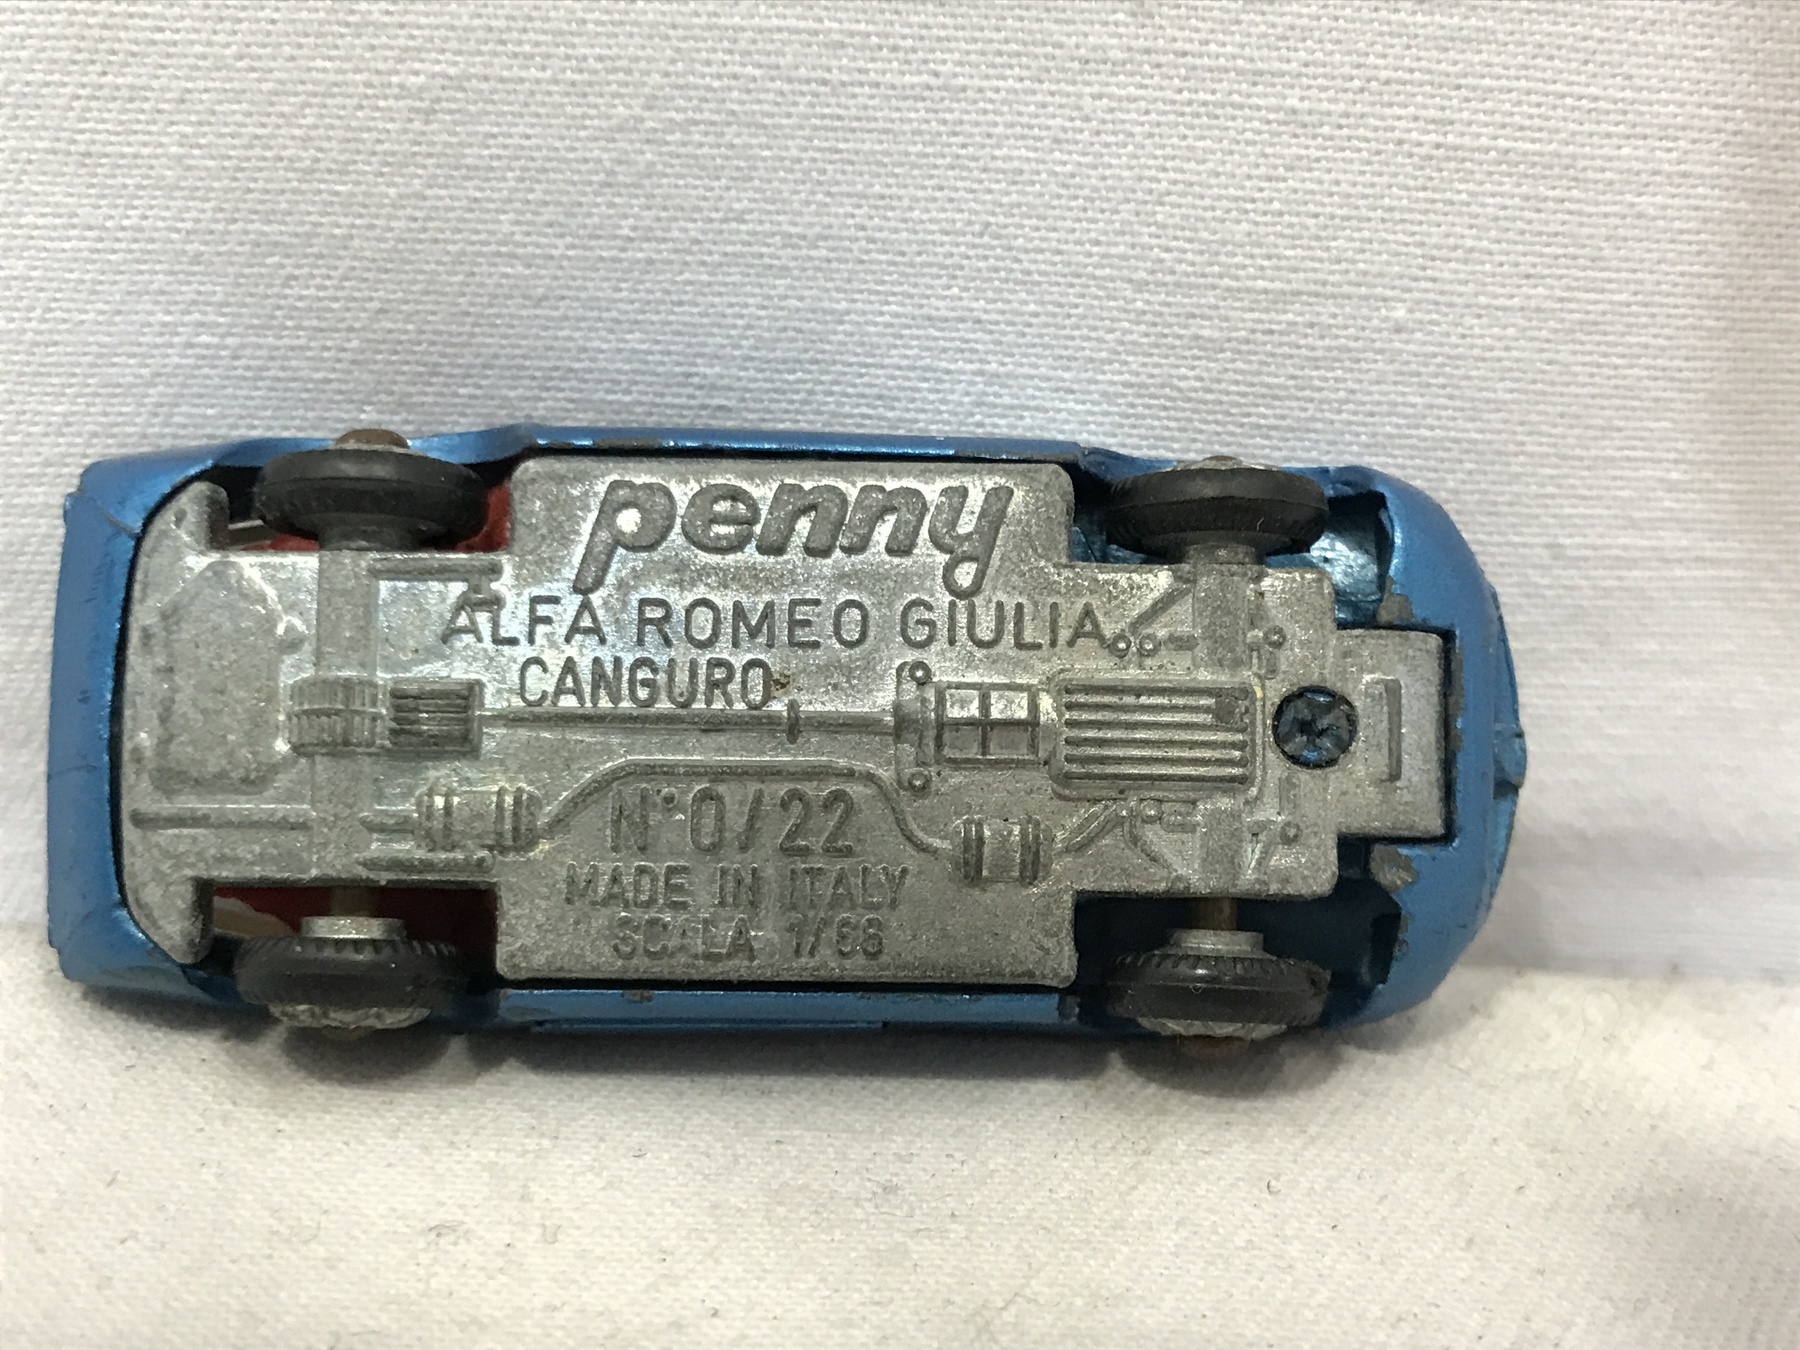 penny
ALFA ROMEO GIULIA
CANGURO
N° 0/22
MADE IN ITALY
SCALA 1/66